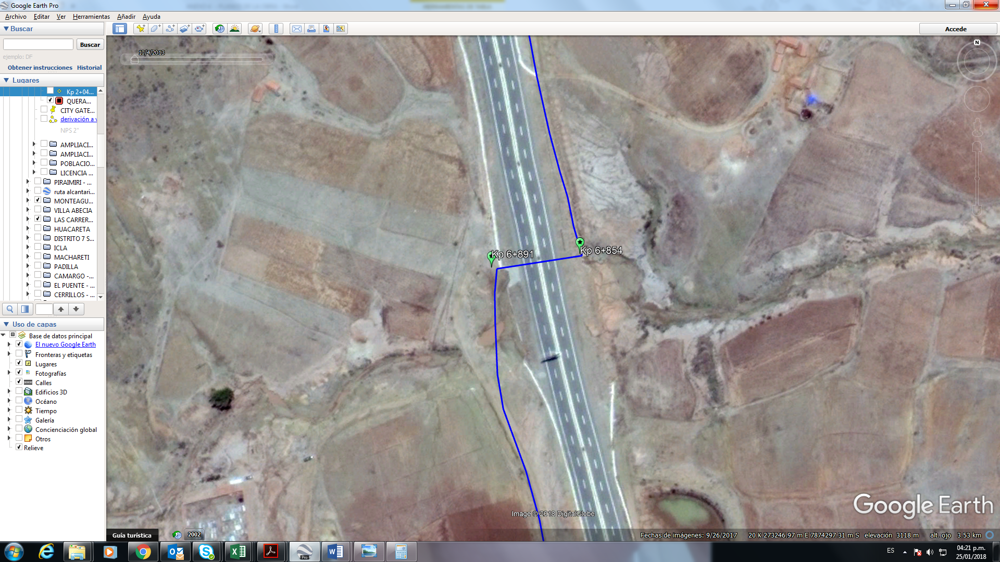 Google Earth Pro
Archivo Editar Ver Herramientas Añadir Ayuda
Buscar
Buscar
ejemplo: DF
Obtener instrucciones Historial
Lugares
Kp 2+04...
QUERA...
CITY GATE...
derivación a v
NPS 2"
AMPLIACI...
AMPLIACI...
POBLACIO...
LICENCIA ...
PIRAIMIRI - ...
ruta alcantari...
MONTEAGU...
VILLA ABECIA
LAS CARRER...
HUACARETA
DISTRITO 7 S...
ICLA
MACHARETI
PADILLA
CAMARGO -...
EL PUENTE - ...
CERRILLOS - ...
Uso de capas
Base de datos principal
El nuevo Google Earth
Fronteras y etiquetas
Lugares
Fotografías
Calles
Edificios 3D
Océano
Tiempo
Galería
Concienciación global
Otros
Relieve
Accede
10/4/2013
N
Kp 6+891
Kp 6+854
Google Earth
Image © 2018 DigitalGlobe
Guía turística
2002
Fechas de imágenes: 9/26/2017 20 K 273246.97 m E 7874297.31 m S elevación 3118 m alt. ojo 3.53 km
Pro
ES
04:21 p.m.
25/01/2018